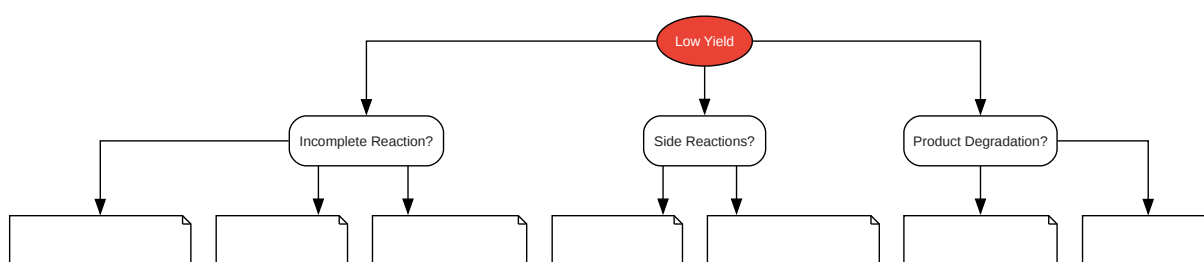 Low Yield
Incomplete Reaction?
Side Reactions?
Product Degradation?